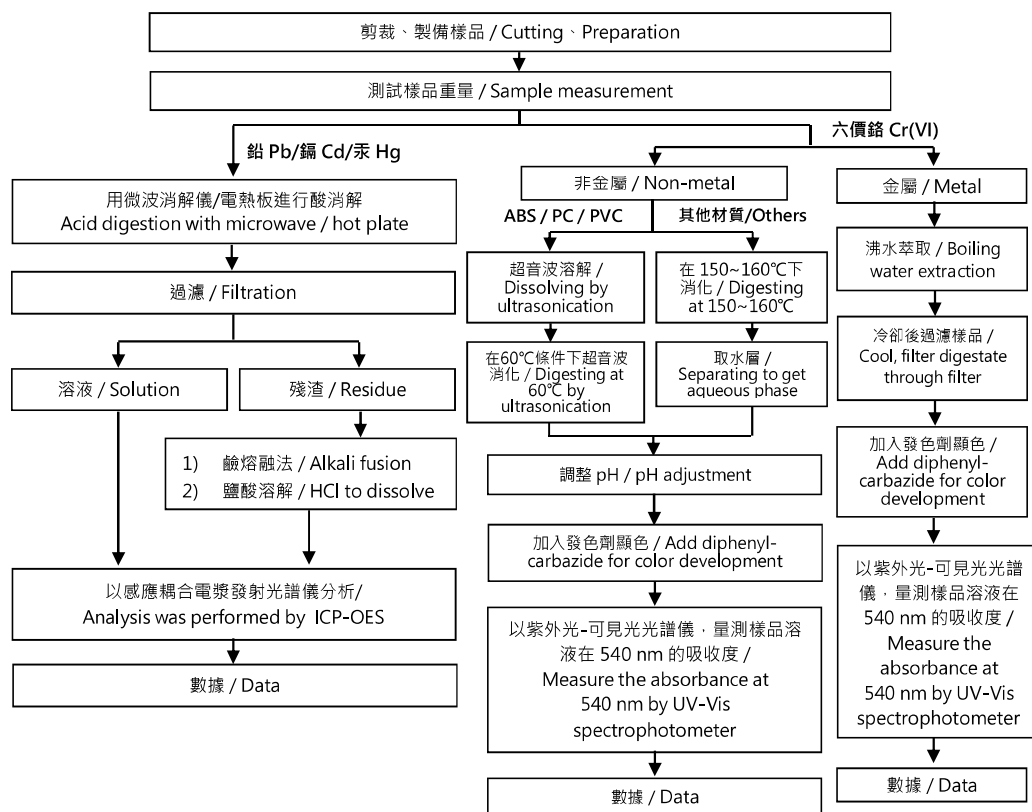 剪裁、製備樣品 / Cutting、Preparation
測試樣品重量 / Sample measurement
鉛 Pb/鎘 Cd/汞 Hg
六價鉻 Cr(VI)
用微波消解儀/電熱板進行酸消解
Acid digestion with microwave / hot plate
過濾 / Filtration
溶液 / Solution
殘渣 / Residue
1) 鹼熔融法 / Alkali fusion
2) 鹽酸溶解 / HCl to dissolve
以感應耦合電漿發射光譜儀分析/
Analysis was performed by ICP-OES
數據 / Data
非金屬 / Non-metal
ABS / PC / PVC
其他材質/Others
超音波溶解 /
Dissolving by
ultrasonication
在60℃條件下超音波
消化 / Digesting at
60℃ by
ultrasonication
在 150~160℃下
消化 / Digesting
at 150~160℃
取水層 /
Separating to get
aqueous phase
調整 pH / pH adjustment
加入發色劑顯色 / Add diphenyl-
carbazide for color development
以紫外光-可見光光譜儀，量測樣品溶
液在 540 nm 的吸收度 /
Measure the absorbance at
540 nm by UV-Vis
spectrophotometer
數據 / Data
金屬 / Metal
沸水萃取 / Boiling
water extraction
冷卻後過濾樣品 /
Cool, filter digestate
through filter
加入發色劑顯色 /
Add diphenyl-
carbazide for color
development
以紫外光-可見光光譜
儀，量測樣品溶液在
540 nm 的吸收度 /
Measure the
absorbance at
540 nm by UV-Vis
spectrophotometer
數據 / Data